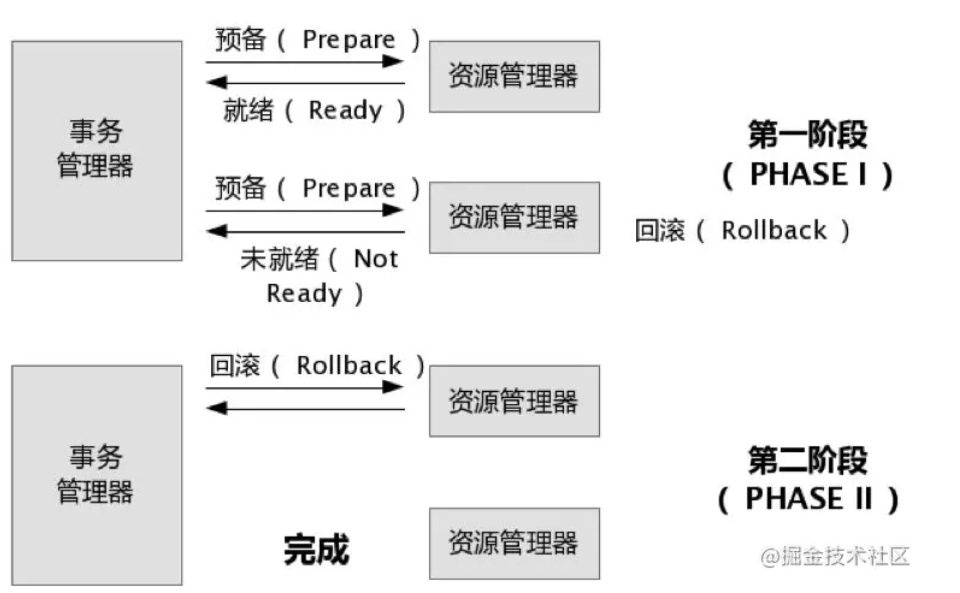 预备( Prepare )
资源管理器
就绪( Ready )
事务
管理器
第一阶段
( PHASE I )
预备( Prepare )
资源管理器
回滚( Rollback )
未就绪( Not
Ready )
回滚( Rollback )
资源管理器
事务
管理器
第二阶段
( PHASE II )
完成
资源管理器
@掘金技术社区